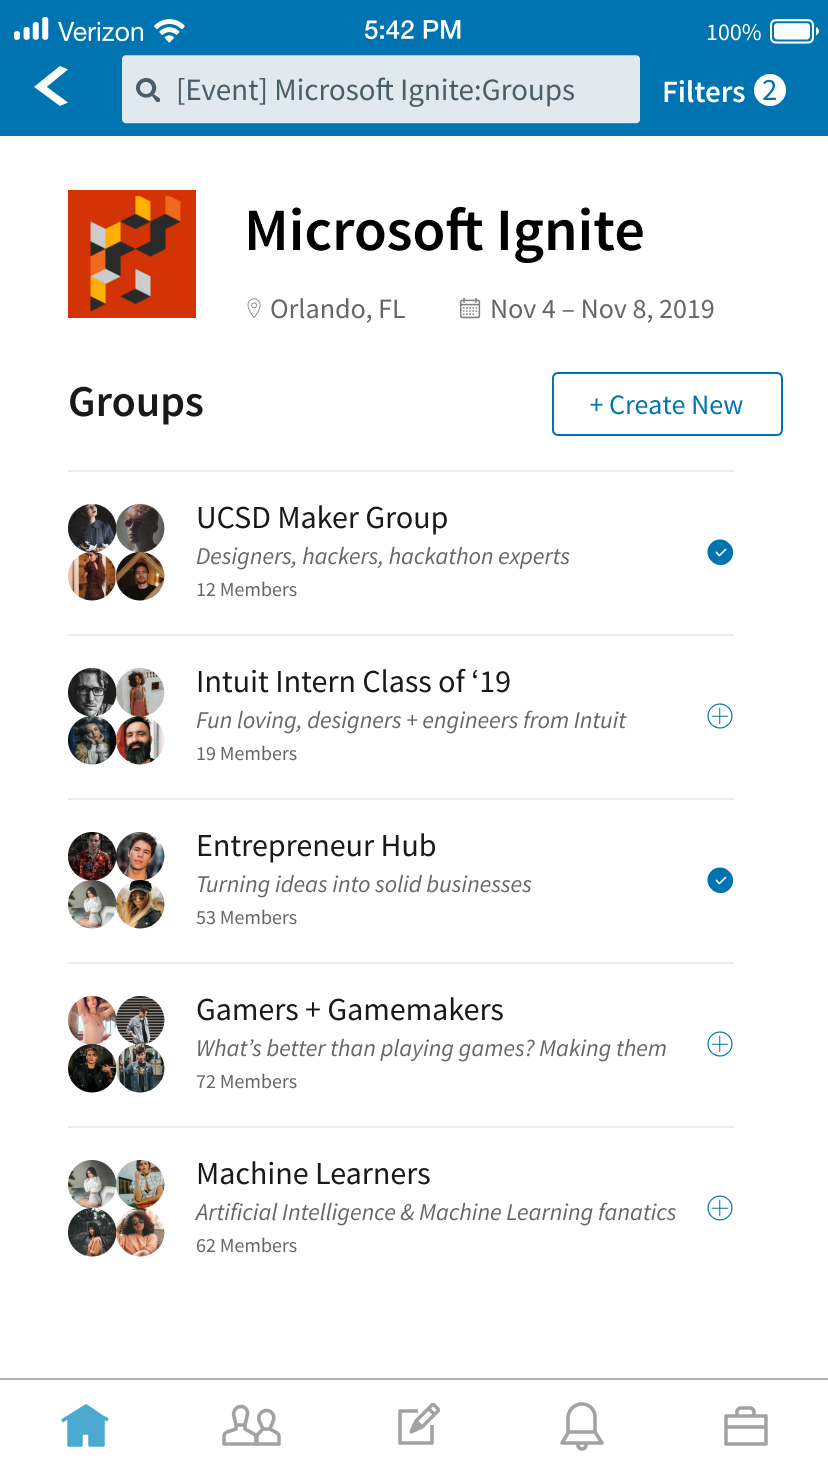 Verizon
5:42 PM
100%
[Event] Microsoft Ignite:Groups
Filters 2
Microsoft Ignite
Orlando, FL
Nov 4 – Nov 8, 2019
Groups
+ Create New
UCSD Maker Group
Designers, hackers, hackathon experts
12 Members
Intuit Intern Class of ‘19
Fun loving, designers + engineers from Intuit
19 Members
Entrepreneur Hub
Turning ideas into solid businesses
53 Members
Gamers + Gamemakers
What’s better than playing games? Making them
72 Members
Machine Learners
Artificial Intelligence & Machine Learning fanatics
62 Members